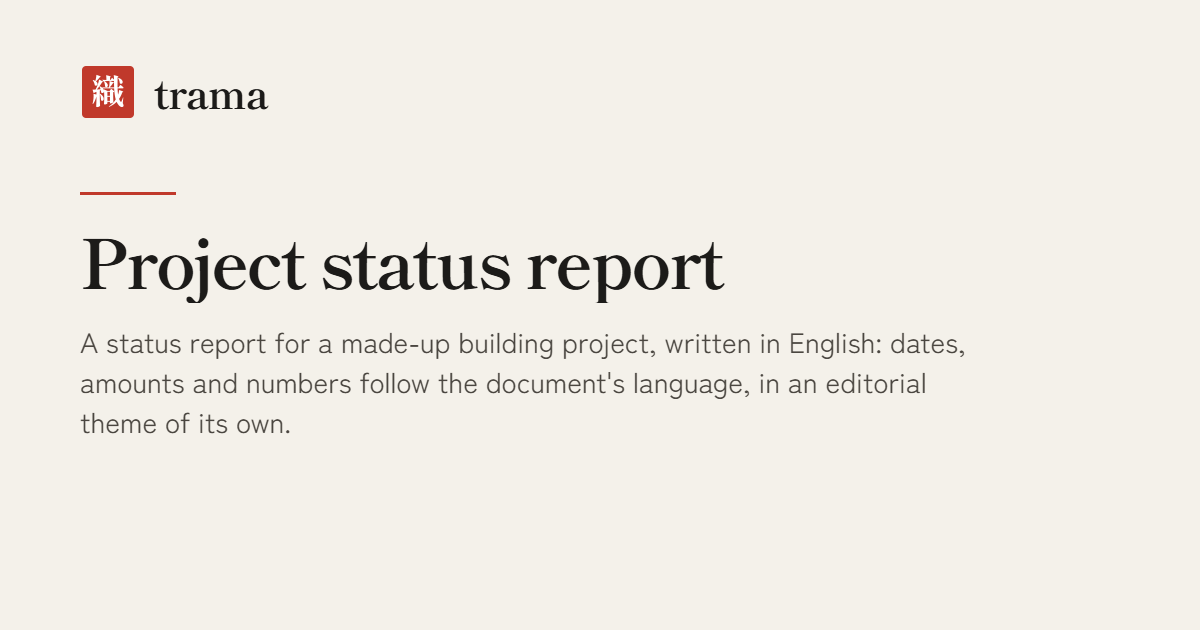 織 trama
Project status report
A status report for a made-up building project, written in English: dates,
amounts and numbers follow the document's language, in an editorial
theme of its own.